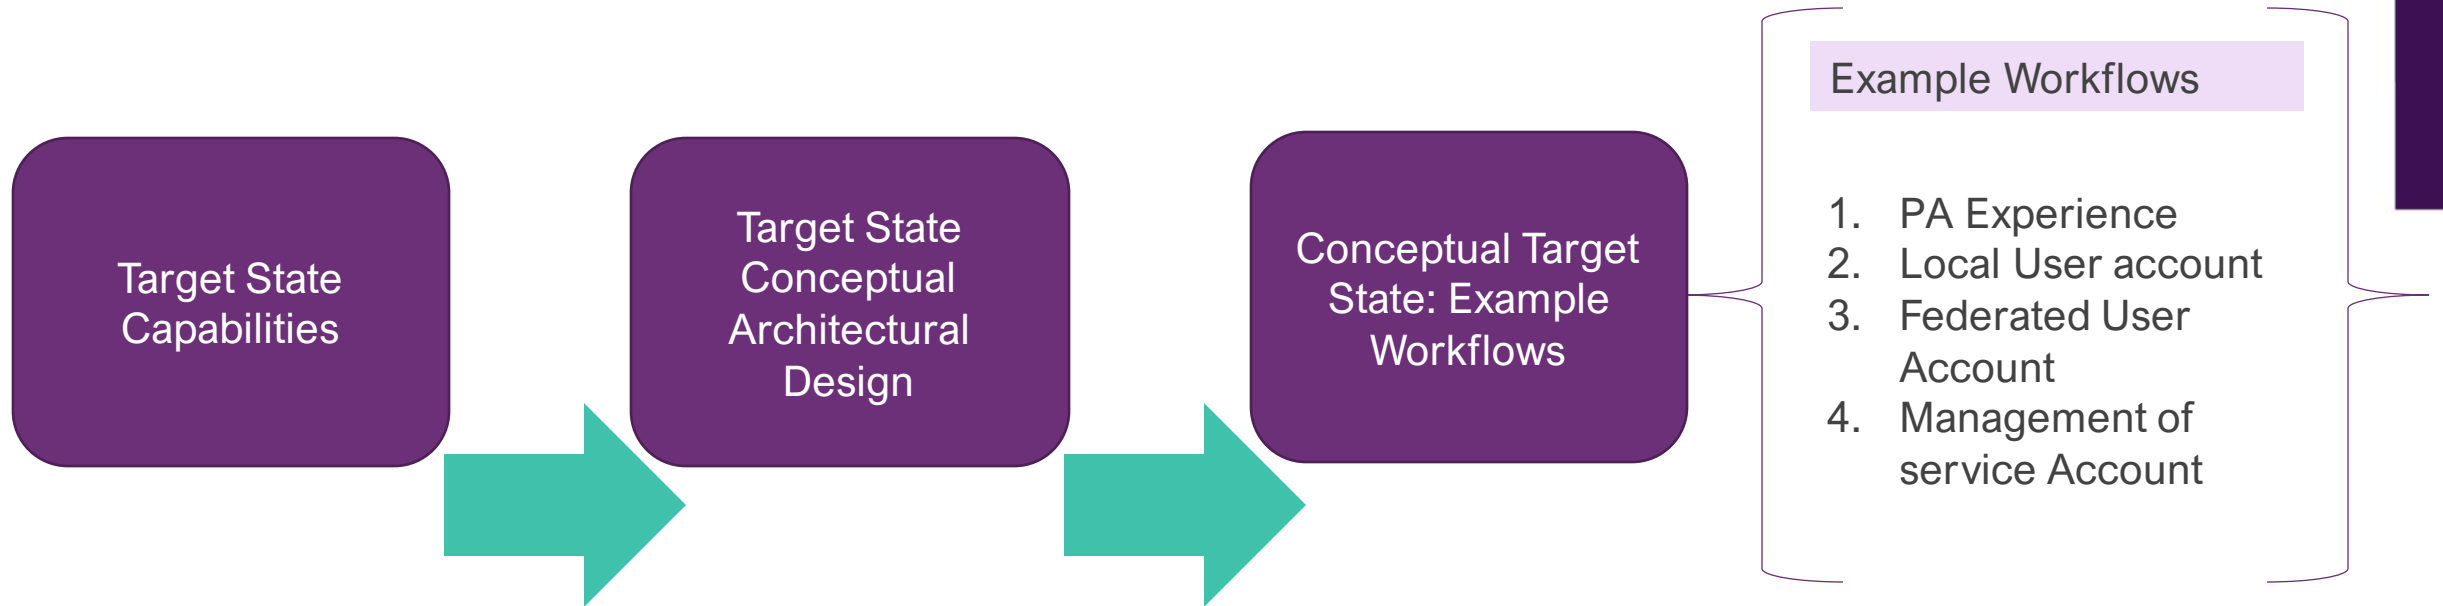 Target State
Capabilities
Target State
Conceptual
Architectural
Design
Conceptual Target
State: Example
Workflows
Example Workflows
1. PA Experience
2. Local User account
3. Federated User
Account
4. Management of
service Account